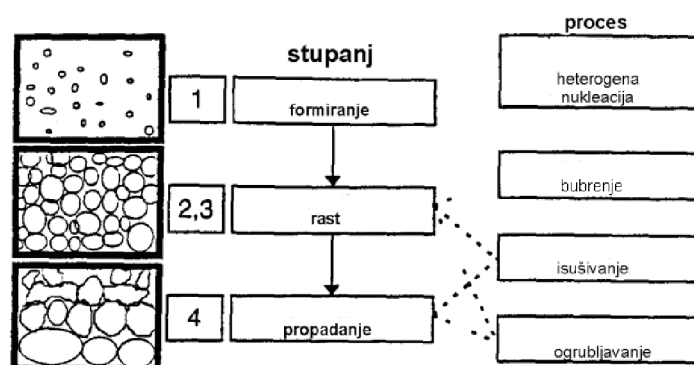 proces
stupanj
heterogena
nukleacija
1
formiranje
bubrenje
2,3
rast
isušivanje
4
propadanje
ogrubljavanje